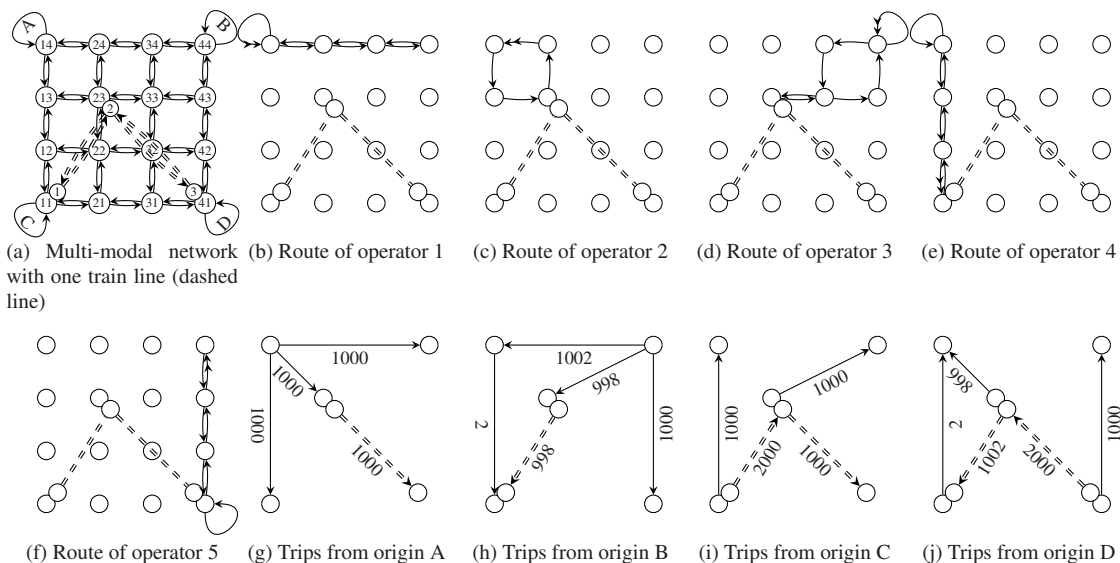 A
B
14 24 34 44
13 23 33 43
2
12 22 32 42
1 3
11 21 31 41
C
D
(a) Multi-modal network
with one train line (dashed
line)
(b) Route of operator 1
(c) Route of operator 2
(d) Route of operator 3
(e) Route of operator 4
1000
1000
1000
1000
1002
998
2
1000
998
1000
1000
2000
1000
998
2
1002
2000
1000
(f) Route of operator 5
(g) Trips from origin A
(h) Trips from origin B
(i) Trips from origin C
(j) Trips from origin D